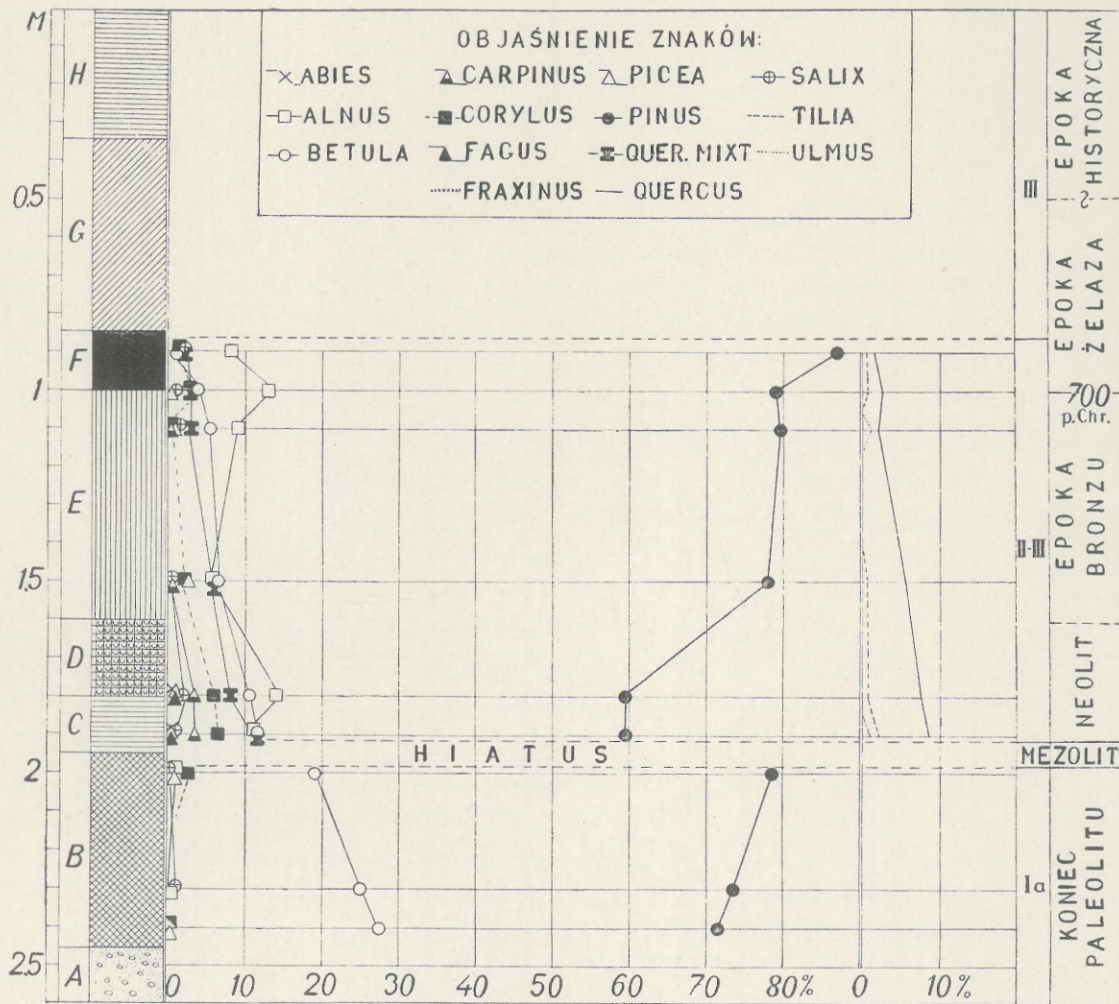 M
OBJAŚNIENIE ZNAKÓW:
ABIES CARPINUS PICEA SALIX
ALNUS CORYLUS PINUS TILIA
BETULA FAGUS QUER. MIXT ULMUS
FRAXINUS QUERCUS
H
0.5
G
F
1
E
1.5
D
C
2
B
2.5
A
HIATUS
0 10 20 30 40 50 60 70 80% 0 10%
III
II-III
Ia
EPOKA
HISTORYCZNA
?
EPOKA
ŻELAZA
700
p.Chr.
EPOKA
BRONZU
NEOLIT
MEZOLIT
KONIEC
PALEOLITU